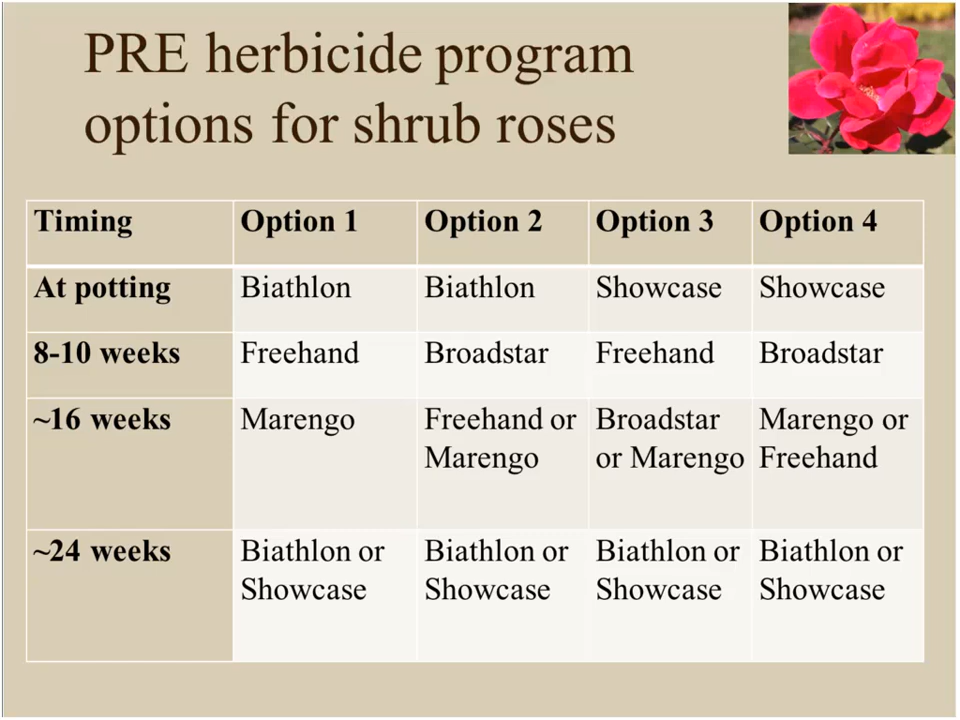 PRE herbicide program
options for shrub roses
Timing Option 1 Option 2 Option 3 Option 4
At potting Biathlon Biathlon Showcase Showcase
8-10 weeks Freehand Broadstar Freehand Broadstar
~16 weeks Marengo Freehand or Broadstar Marengo or
Marengo or Marengo Freehand
~24 weeks Biathlon or Biathlon or Biathlon or Biathlon or
Showcase Showcase Showcase Showcase